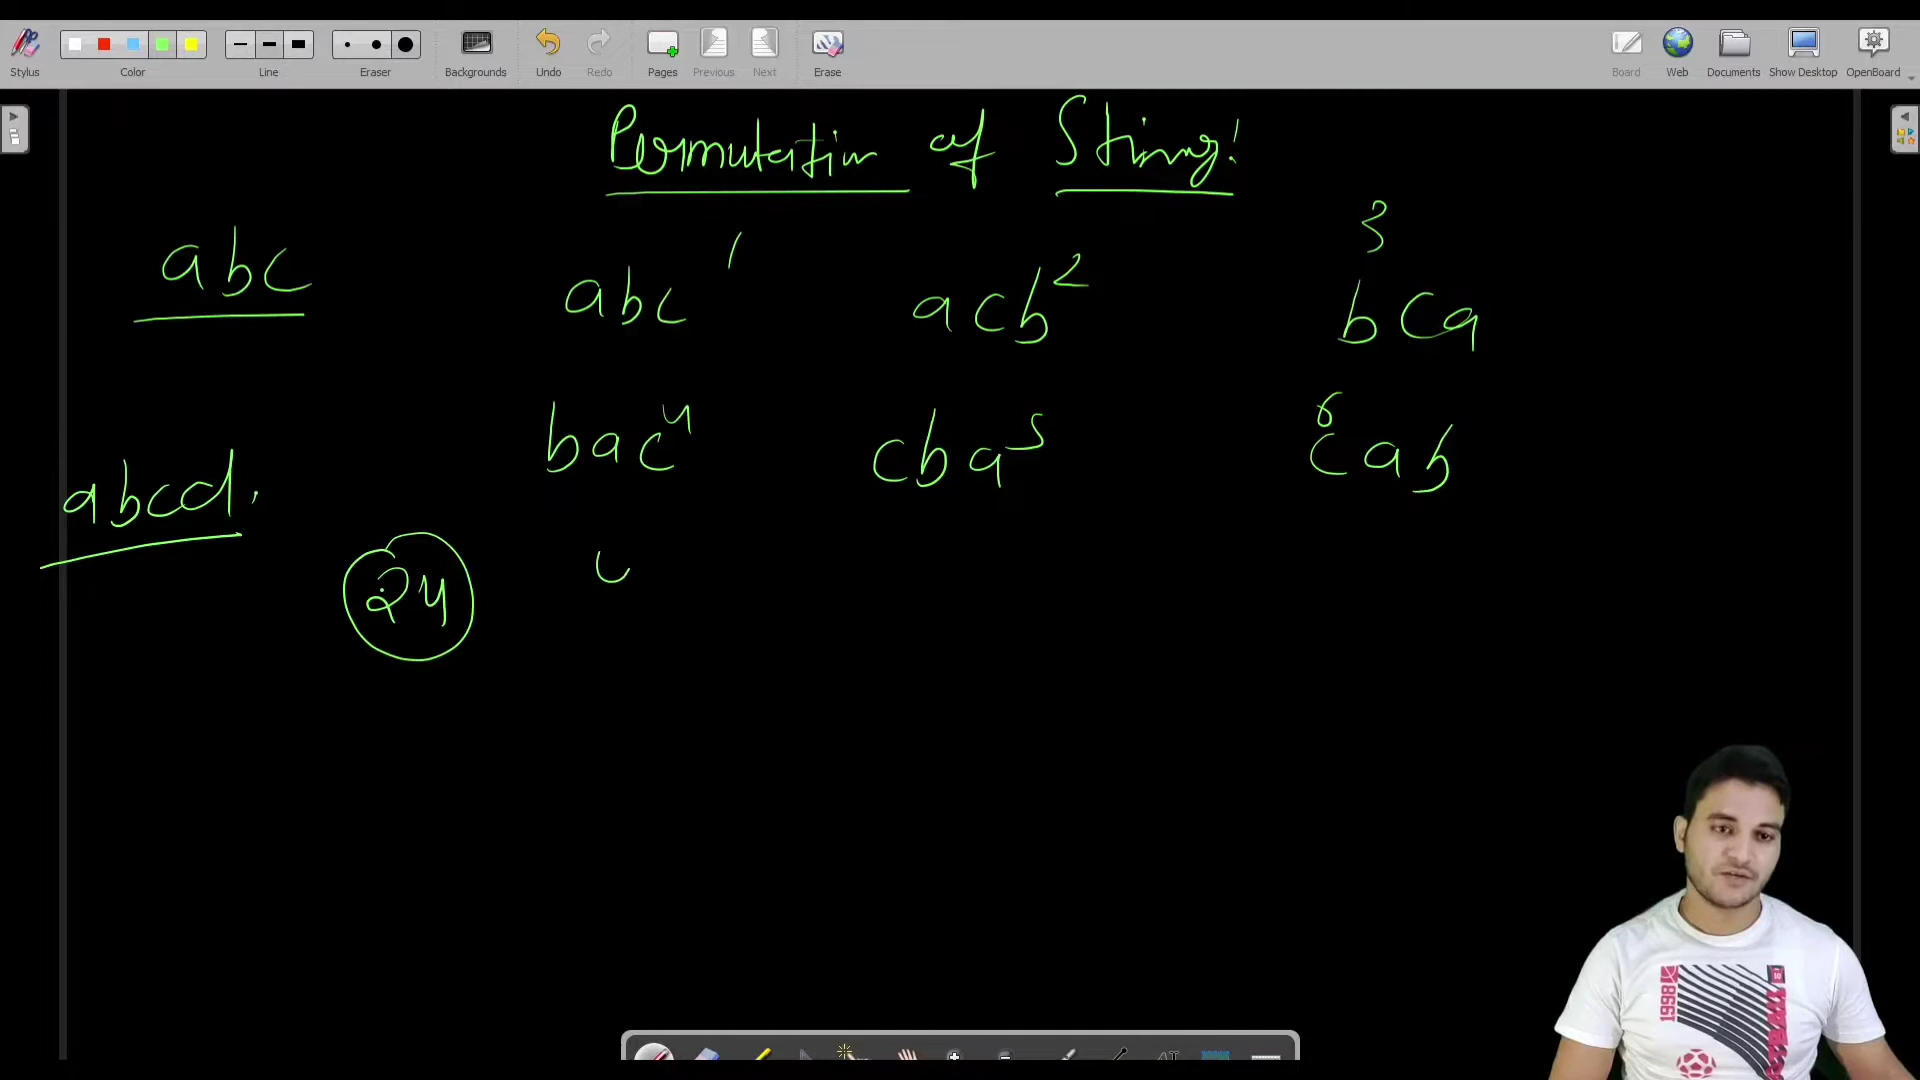 Stylus Color Line Eraser Backgrounds Undo Redo Pages Previous Next Erase Board Web Documents Show Desktop OpenBoard
Permutation of String!
abc abc 1 acb 2 3 bca
bac 4 cba 5 6 cab
abcd.
24
1998